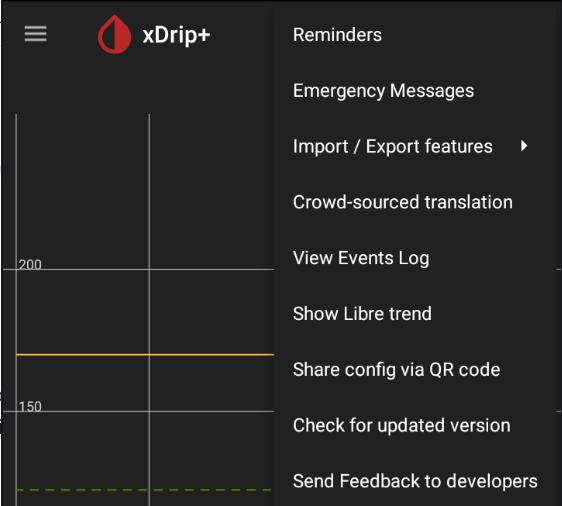 xDrip+
Reminders
Emergency Messages
Import / Export features
Crowd-sourced translation
200
View Events Log
Show Libre trend
Share config via QR code
150
Check for updated version
Send Feedback to developers